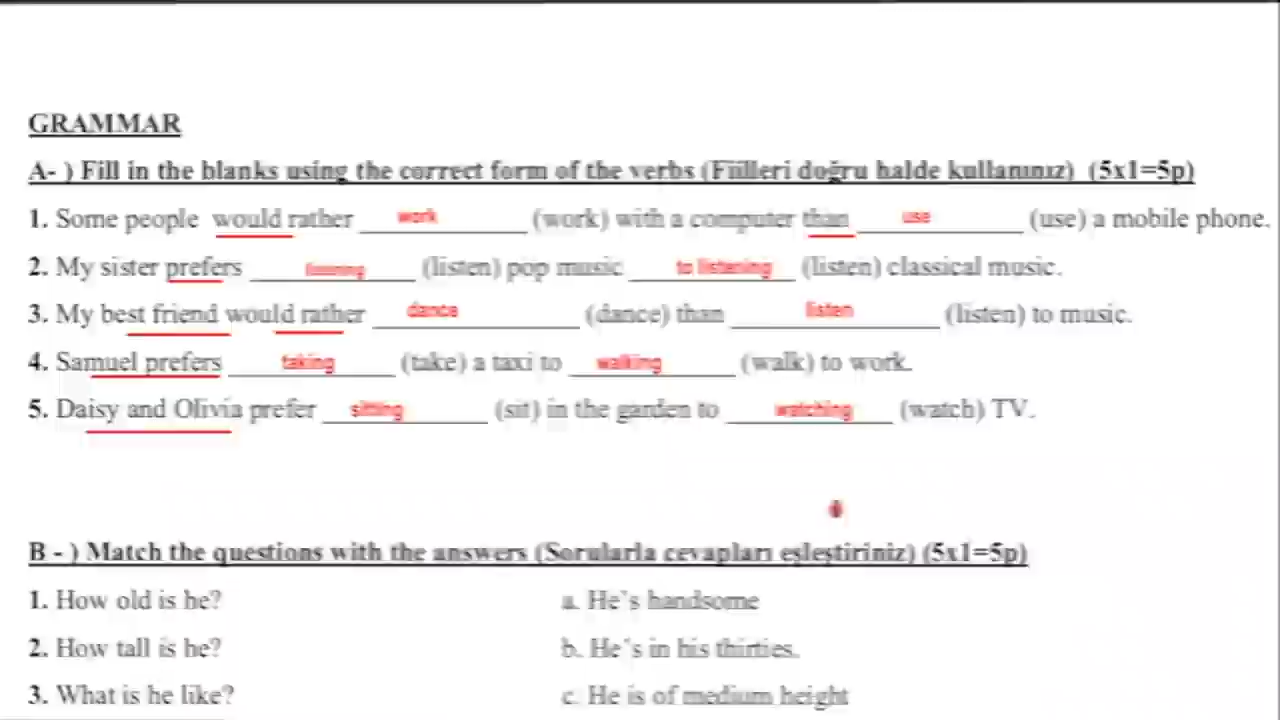 GRAMMAR
A- ) Fill in the blanks using the correct form of the verbs (Fiilleri doğru halde kullanınız) (5x1=5p)
1. Some people would rather work (work) with a computer than use (use) a mobile phone.
2. My sister prefers listening (listen) pop music to listening (listen) classical music.
3. My best friend would rather dance (dance) than listen (listen) to music.
4. Samuel prefers taking (take) a taxi to walking (walk) to work.
5. Daisy and Olivia prefer sitting (sit) in the garden to watching (watch) TV.
B - ) Match the questions with the answers (Sorularla cevapları eşleştiriniz) (5x1=5p)
1. How old is he? a. He's handsome
2. How tall is he? b. He's in his thirties.
3. What is he like? c. He is of medium height